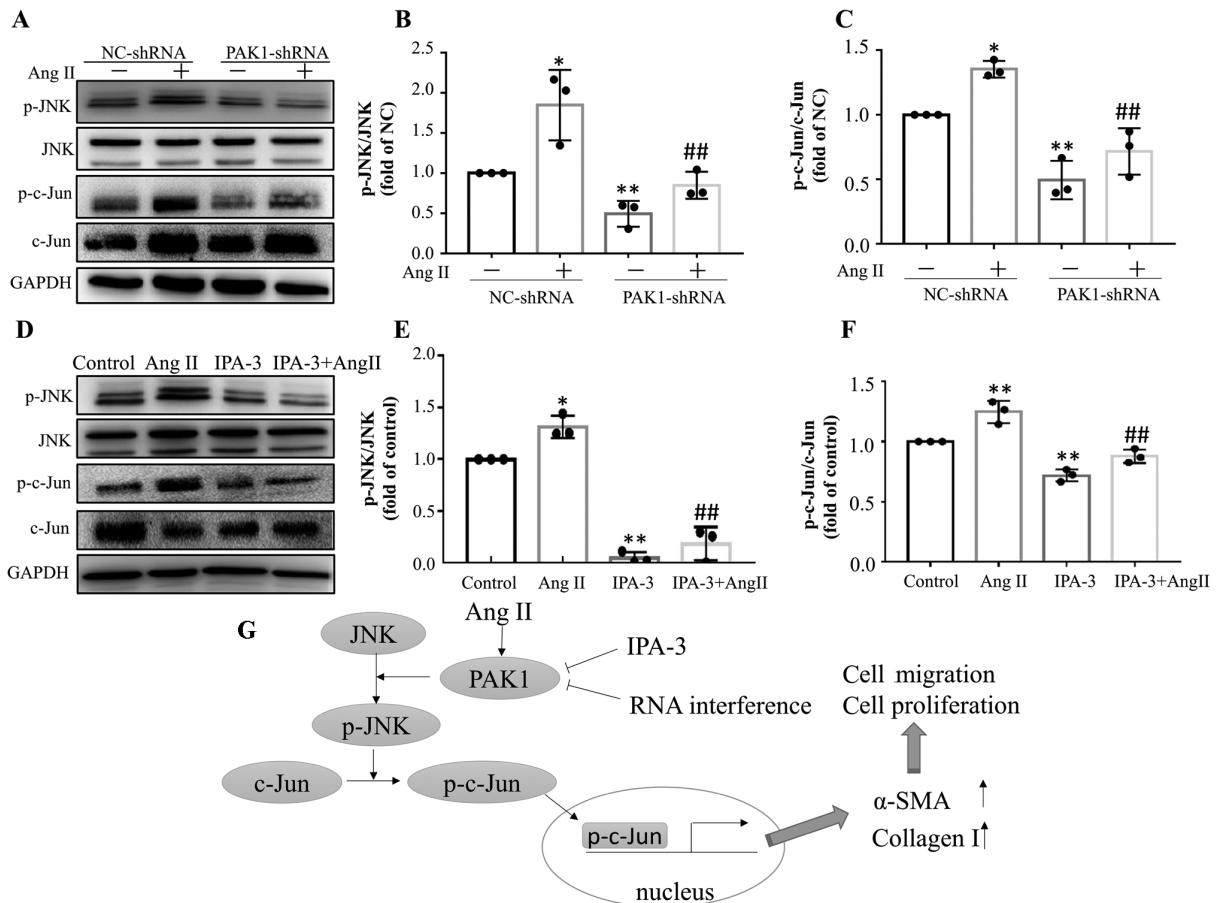 A
NC-shRNA PAK1-shRNA
Ang II − + − +
p-JNK
JNK
p-c-Jun
c-Jun
GAPDH
B
p-JNK/JNK
(fold of NC)
2.5
2.0
1.5
1.0
0.5
0.0
*
**
##
Ang II − + − +
NC-shRNA PAK1-shRNA
C
p-c-Jun/c-Jun
(fold of NC)
1.5
1.0
0.5
0.0
*
**
##
Ang II − + − +
NC-shRNA PAK1-shRNA
D
Control Ang II IPA-3 IPA-3+AngII
p-JNK
JNK
p-c-Jun
c-Jun
GAPDH
E
p-JNK/JNK
(fold of control)
2.0
1.5
1.0
0.5
0.0
*
**
##
Control Ang II IPA-3 IPA-3+AngII
F
p-c-Jun/c-Jun
(fold of control)
1.5
1.0
0.5
0.0
**
**
##
Control Ang II IPA-3 IPA-3+AngII
G
Ang II
JNK
IPA-3
PAK1
RNA interference
p-JNK
c-Jun
p-c-Jun
p-c-Jun
nucleus
Cell migration
Cell proliferation
α-SMA
Collagen I